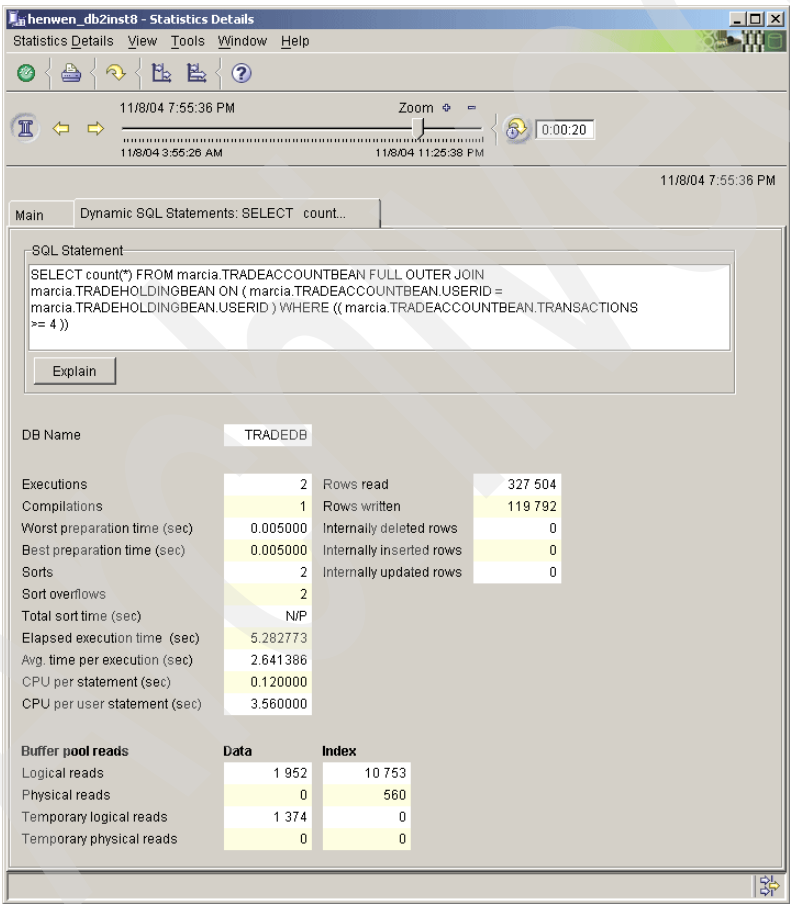 henwen_db2inst8 - Statistics Details
Statistics Details View Tools Window Help
11/8/04 7:55:36 PM Zoom
0:00:20
11/8/04 3:55:26 AM 11/8/04 11:25:38 PM
11/8/04 7:55:36 PM
Main Dynamic SQL Statements: SELECT count...
SQL Statement
SELECT count(*) FROM marcia.TRADEACCOUNTBEAN FULL OUTER JOIN
marcia.TRADEHOLDINGBEAN ON ( marcia.TRADEACCOUNTBEAN.USERID =
marcia.TRADEHOLDINGBEAN.USERID ) WHERE (( marcia.TRADEACCOUNTBEAN.TRANSACTIONS
>= 4 ))
Explain
DB Name TRADEDB
Executions 2 Rows read 327 504
Compilations 1 Rows written 119 792
Worst preparation time (sec) 0.005000 Internally deleted rows 0
Best preparation time (sec) 0.005000 Internally inserted rows 0
Sorts 2 Internally updated rows 0
Sort overflows 2
Total sort time (sec) N/P
Elapsed execution time (sec) 5.282773
Avg. time per execution (sec) 2.641386
CPU per statement (sec) 0.120000
CPU per user statement (sec) 3.560000
Buffer pool reads Data Index
Logical reads 1 952 10 753
Physical reads 0 560
Temporary logical reads 1 374 0
Temporary physical reads 0 0